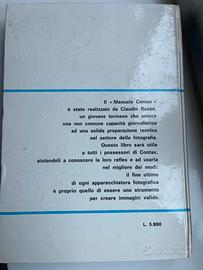 Il « Manuale Contax »
è stato realizzato da Claudio Russo,
un giovane torinese che unisce
una non comune capacità giornalistica
ad una solida preparazione tecnica
nel settore della fotografia.
Questo libro sarà utile
a tutti i possessori di Contax,
aiutandoli a conoscere la loro reflex e ad usarla
nel migliore dei modi:
il fine ultimo
di ogni apparecchiatura fotografica
è proprio quello di essere uno strumento
per creare immagini valide.
L. 5.900
subito